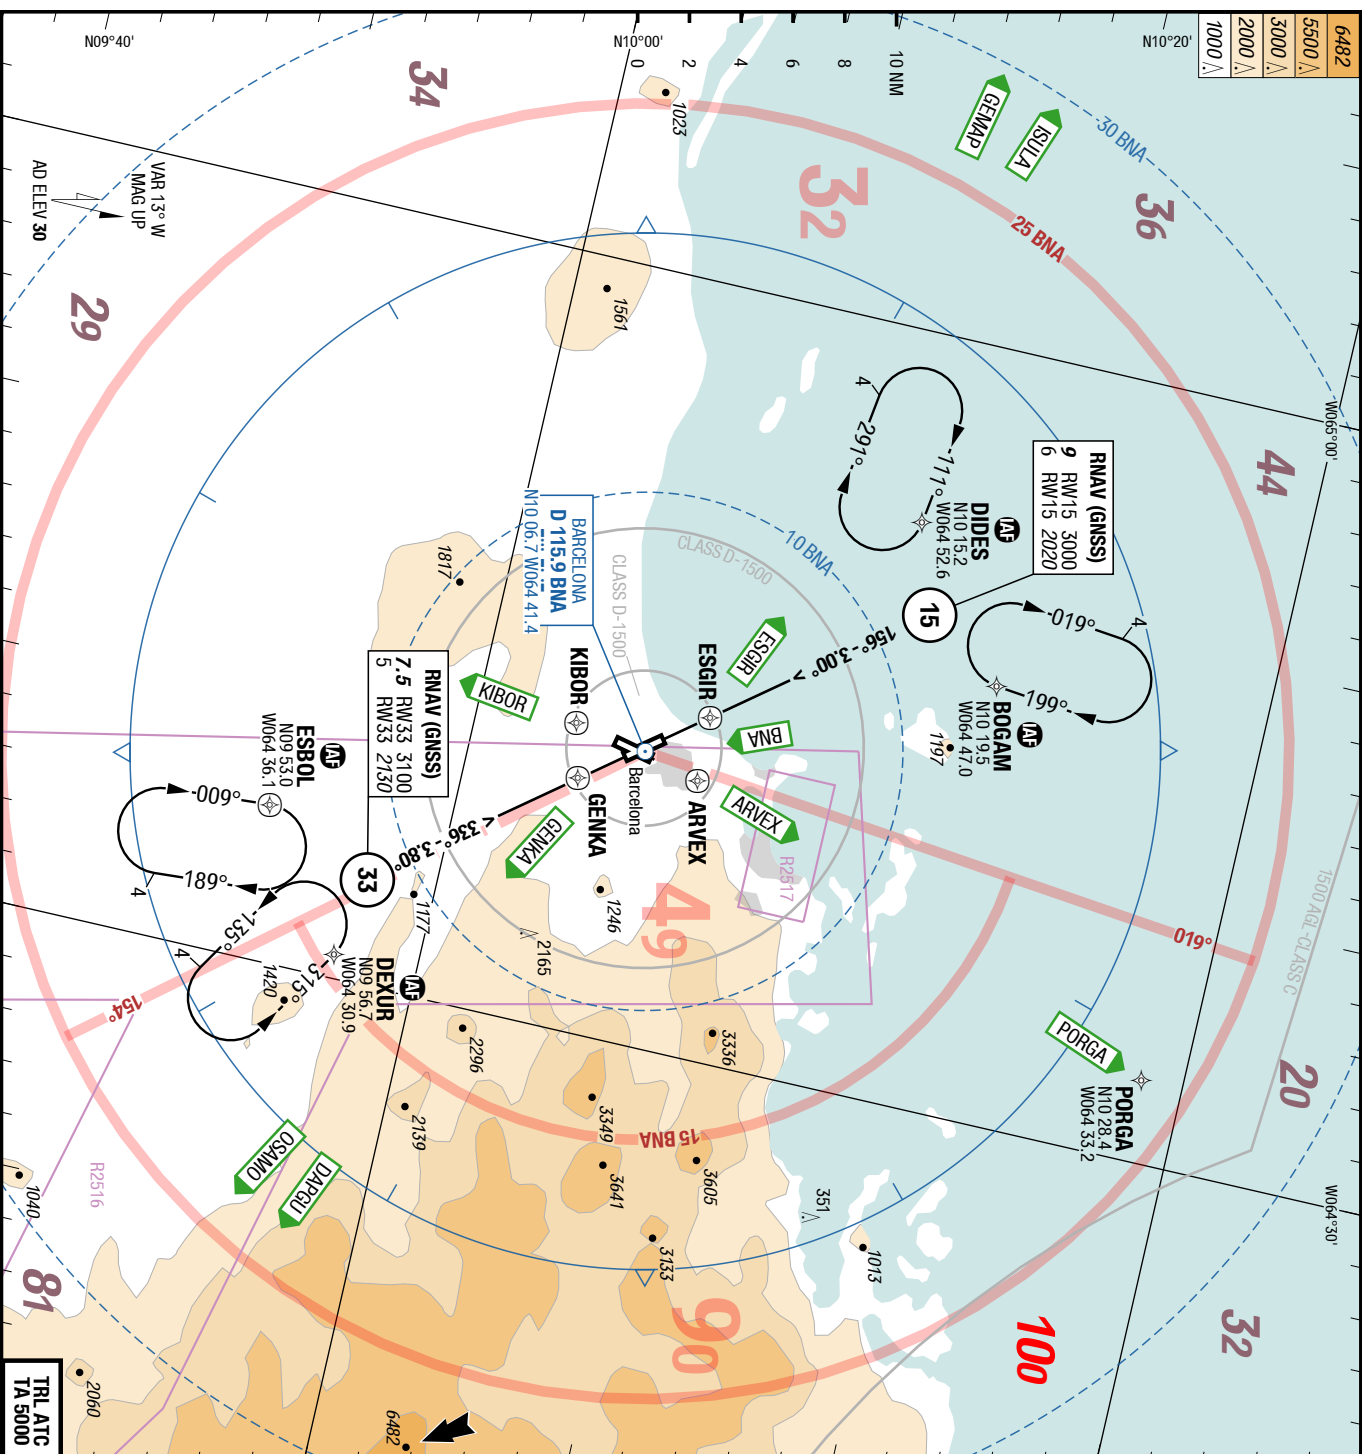 6482
5500
3000
2000
1000
N09°40'
N10°00'
N10°20'
0
2
4
6
8
10 NM
GEMAP
ISULA
30 BNA
25 BNA
34
32
36
44
29
20
32
81
100
90
49
1023
1561
1817
VAR 13° W
MAG UP
AD ELEV 30
W065°00'
W064°30'
4
291°
111°
IAF
DIDES
N10 15.2
W064 52.6
RNAV (GNSS)
9 RW15 3000
6 RW15 2020
15
156°-3.00° >
4
019°
199°
IAF
BOGAM
N10 19.5
W064 47.0
1197
BARCELONA
D 115.9 BNA
N10 06.7 W064 41.4
CLASS D-1500
CLASS D-1500
10 BNA
ESGIR
ESGIR
KIBOR
KIBOR
BNA
ARVEX
ARVEX
GENKA
GENKA
Barcelona
R2517
RNAV (GNSS)
7.5 RW33 3100
5 RW33 2130
33
< 336°-3.80°
IAF
ESBOL
N09 53.0
W064 36.1
009°
189°
4
135°
315°
4
IAF
DEXUR
N09 56.7
W064 30.9
1420
1177
1246
2165
154°
019°
1500 AGL-CLASS C
PORGA
PORGA
N10 28.4
W064 33.2
2296
2139
3336
3349
3641
3605
3133
15 BNA
351
1013
OSAMO
DAPGU
R2516
1040
2060
6482
TRL ATC
TA 5000